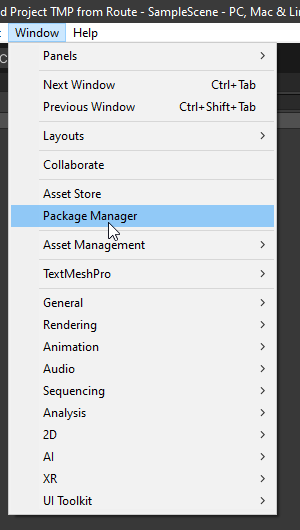 d Project TMP from Route - SampleScene - PC, Mac & Li
Window Help
Panels
Next Window Ctrl+Tab
Previous Window Ctrl+Shift+Tab
Layouts
Collaborate
Asset Store
Package Manager
Asset Management
TextMeshPro
General
Rendering
Animation
Audio
Sequencing
Analysis
2D
AI
XR
UI Toolkit